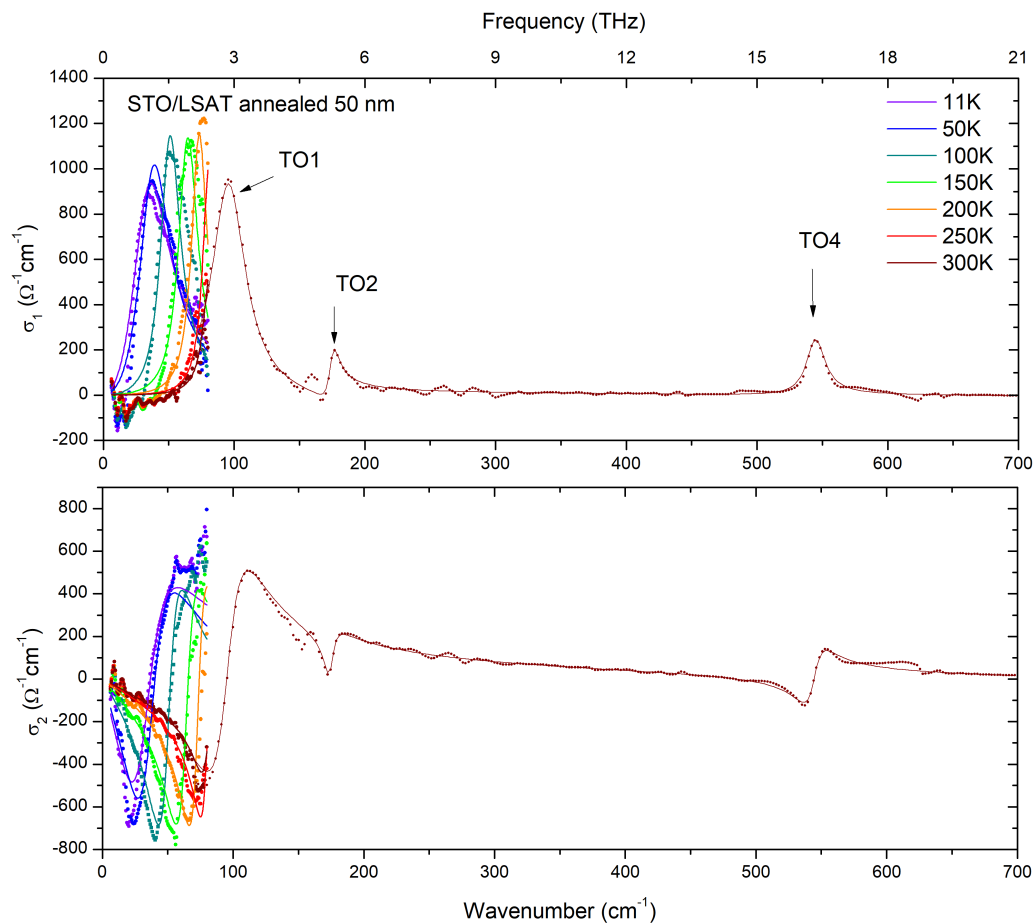 Frequency (THz)
0 3 6 9 12 15 18 21
1400
1200
1000
800
600
400
200
0
-200
σ₁ (Ω⁻¹cm⁻¹)
STO/LSAT annealed 50 nm
TO1
TO2
TO4
11K
50K
100K
150K
200K
250K
300K
0 100 200 300 400 500 600 700
800
600
400
200
0
-200
-400
-600
-800
σ₂ (Ω⁻¹cm⁻¹)
0 100 200 300 400 500 600 700
Wavenumber (cm⁻¹)